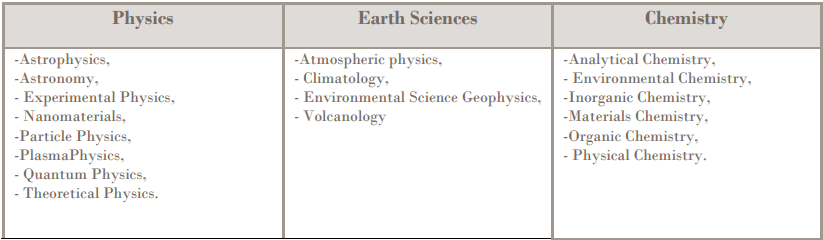 Physics
-Astrophysics,
-Astronomy,
- Experimental Physics,
- Nanomaterials,
-Particle Physics,
-PlasmaPhysics,
- Quantum Physics,
- Theoretical Physics.
Earth Sciences
-Atmospheric physics,
- Climatology,
- Environmental Science Geophysics,
- Volcanology
Chemistry
-Analytical Chemistry,
- Environmental Chemistry,
-Inorganic Chemistry,
-Materials Chemistry,
-Organic Chemistry,
- Physical Chemistry.